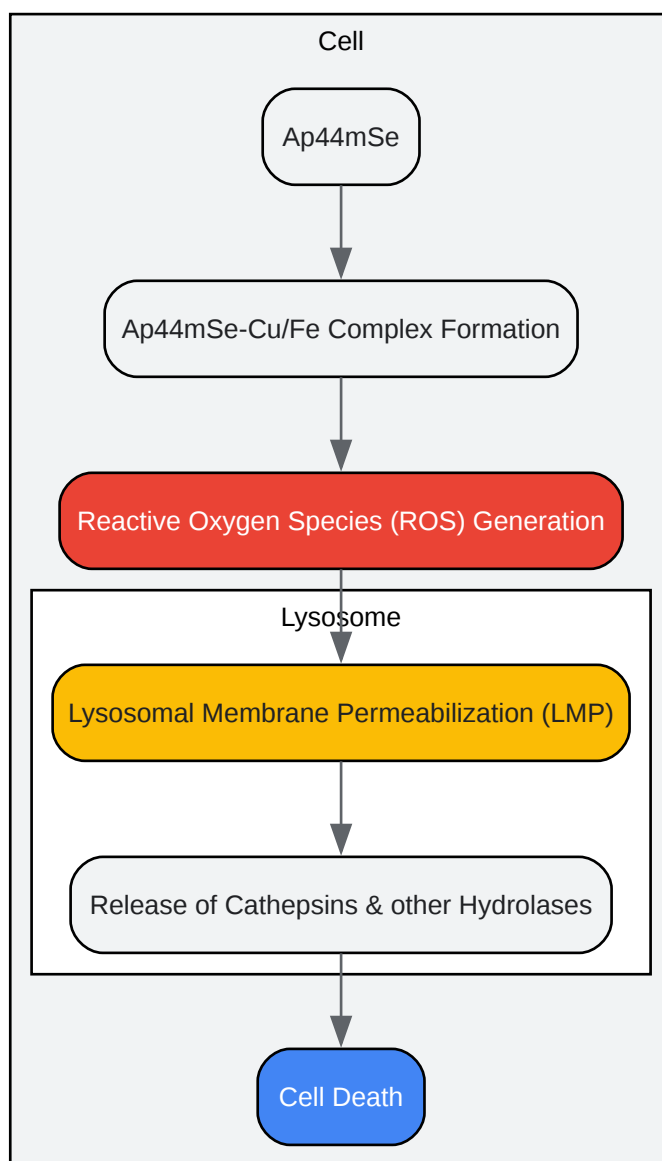 Cell
Ap44mSe
Ap44mSe-Cu/Fe Complex Formation
Reactive Oxygen Species (ROS) Generation
Lysosome
Lysosomal Membrane Permeabilization (LMP)
Release of Cathepsins & other Hydrolases
Cell Death